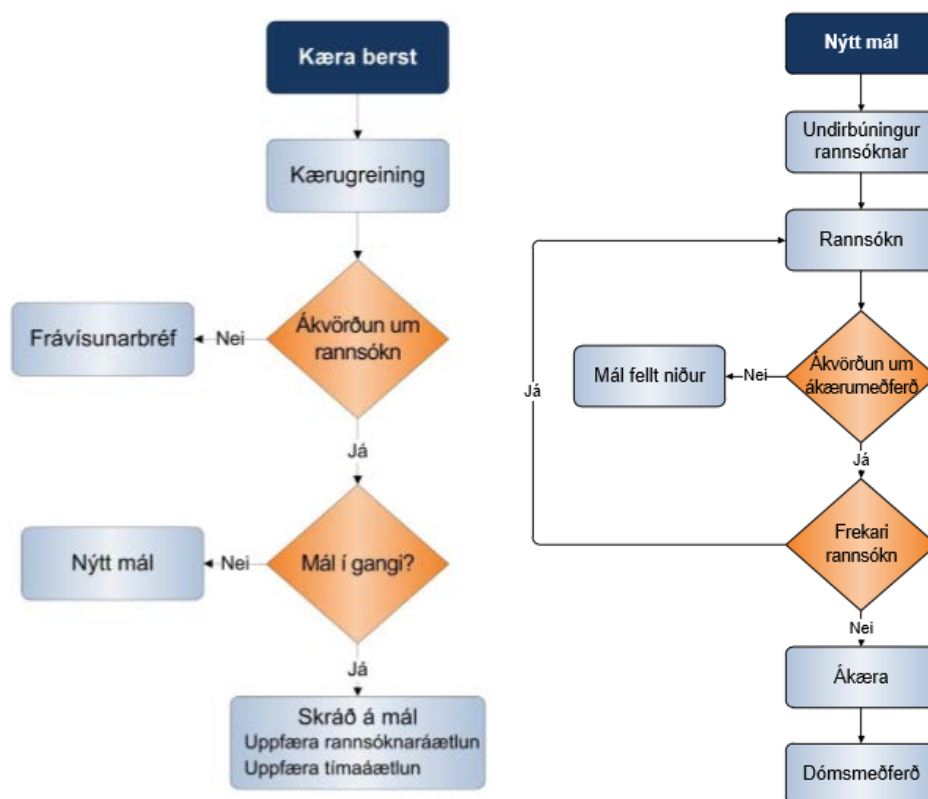 Kæra berst
Kærugreining
Ákvörðun um
rannsókn
Nei
Frávísunarbréf
Já
Mál í gangi?
Nei
Nýtt mál
Já
Skráð á mál
Uppfæra rannsóknaráætlun
Uppfæra tímaáætlun
Nýtt mál
Undirbúningur
rannsóknar
Rannsókn
Ákvörðun um
ákærumeðferð
Nei
Mál fellt niður
Já
Já
Frekari
rannsókn
Nei
Ákæra
Dómsmeðferð